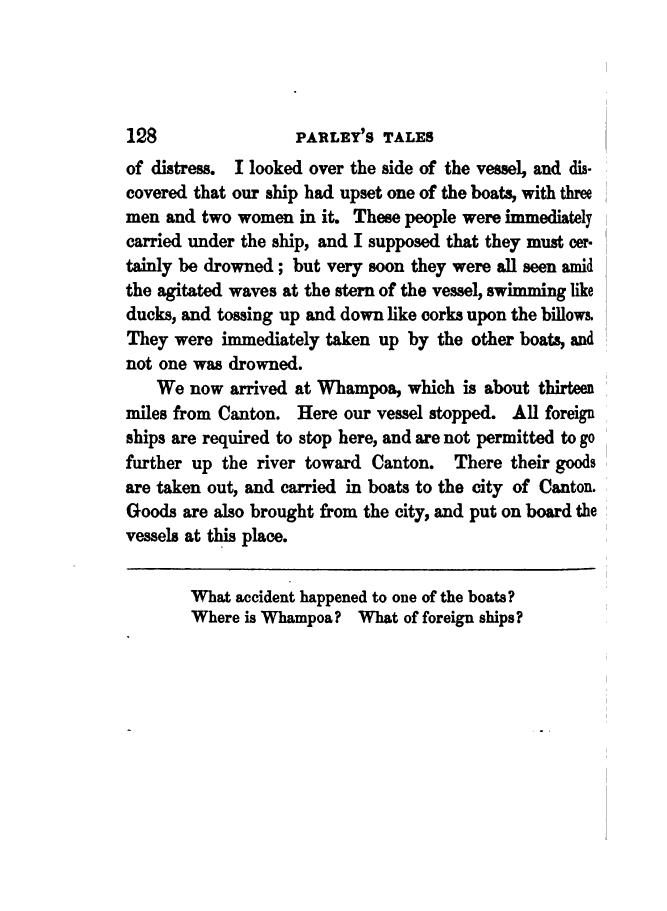 128 PARLEY'S TALES
of distress. I looked over the side of the vessel, and dis-
covered that our ship had upset one of the boats, with three
men and two women in it. These people were immediately
carried under the ship, and I supposed that they must cer-
tainly be drowned; but very soon they were all seen amid
the agitated waves at the stern of the vessel, swimming like
ducks, and tossing up and down like corks upon the billows.
They were immediately taken up by the other boats, and
not one was drowned.
We now arrived at Whampoa, which is about thirteen
miles from Canton. Here our vessel stopped. All foreign
ships are required to stop here, and are not permitted to go
further up the river toward Canton. There their goods
are taken out, and carried in boats to the city of Canton.
Goods are also brought from the city, and put on board the
vessels at this place.
What accident happened to one of the boats?
Where is Whampoa? What of foreign ships?